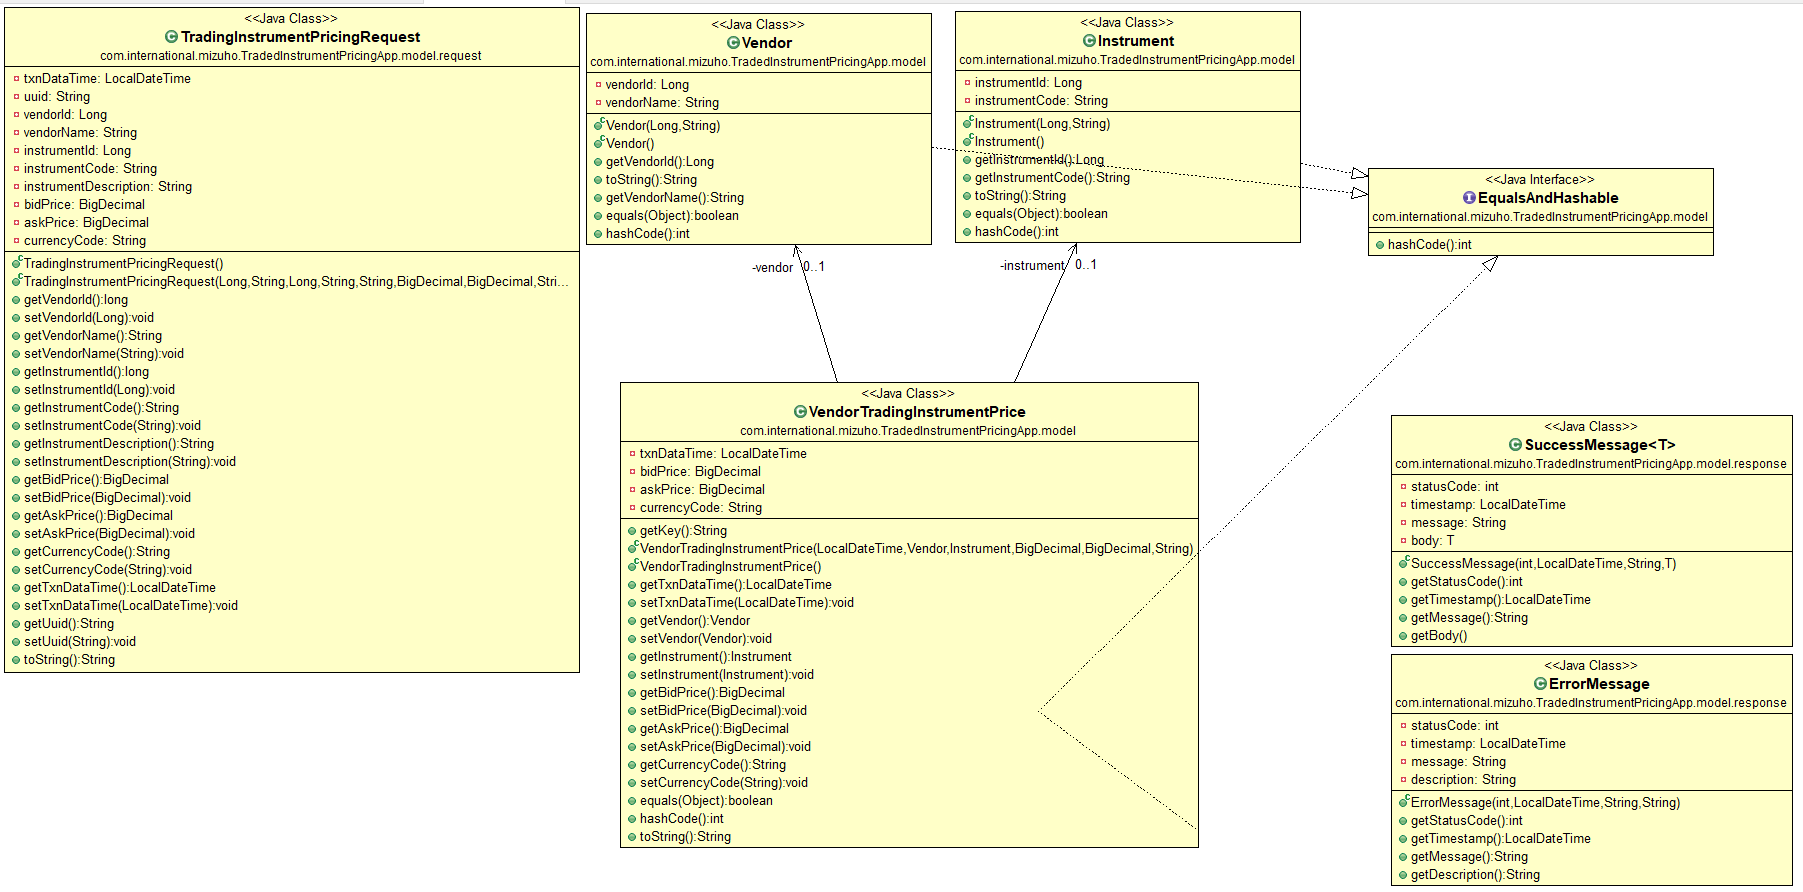 <<Java Class>>
TradingInstrumentPricingRequest
com.international.mizuho.TradedInstrumentPricingApp.model.request
txnDataTime: LocalDateTime
uuid: String
vendorId: Long
vendorName: String
instrumentId: Long
instrumentCode: String
instrumentDescription: String
bidPrice: BigDecimal
askPrice: BigDecimal
currencyCode: String
TradingInstrumentPricingRequest()
TradingInstrumentPricingRequest(Long,String,Long,String,String,BigDecimal,BigDecimal,Stri...
getVendorId():long
setVendorId(Long):void
getVendorName():String
setVendorName(String):void
getInstrumentId():long
setInstrumentId(Long):void
getInstrumentCode():String
setInstrumentCode(String):void
getInstrumentDescription():String
setInstrumentDescription(String):void
getBidPrice():BigDecimal
setBidPrice(BigDecimal):void
getAskPrice():BigDecimal
setAskPrice(BigDecimal):void
getCurrencyCode():String
setCurrencyCode(String):void
getTxnDataTime():LocalDateTime
setTxnDataTime(LocalDateTime):void
getUuid():String
setUuid(String):void
toString():String
<<Java Class>>
Vendor
com.international.mizuho.TradedInstrumentPricingApp.model
vendorId: Long
vendorName: String
Vendor(Long,String)
Vendor()
getVendorId():Long
toString():String
getVendorName():String
equals(Object):boolean
hashCode():int
<<Java Class>>
Instrument
com.international.mizuho.TradedInstrumentPricingApp.model
instrumentId: Long
instrumentCode: String
Instrument(Long,String)
Instrument()
getInstrumentId():Long
getInstrumentCode():String
toString():String
equals(Object):boolean
hashCode():int
<<Java Interface>>
EqualsAndHashable
com.international.mizuho.TradedInstrumentPricingApp.model
hashCode():int
-vendor 0..1
-instrument 0..1
<<Java Class>>
VendorTradingInstrumentPrice
com.international.mizuho.TradedInstrumentPricingApp.model
txnDataTime: LocalDateTime
bidPrice: BigDecimal
askPrice: BigDecimal
currencyCode: String
getKey():String
VendorTradingInstrumentPrice(LocalDateTime,Vendor,Instrument,BigDecimal,BigDecimal,String)
VendorTradingInstrumentPrice()
getTxnDataTime():LocalDateTime
setTxnDataTime(LocalDateTime):void
getVendor():Vendor
setVendor(Vendor):void
getInstrument():Instrument
setInstrument(Instrument):void
getBidPrice():BigDecimal
setBidPrice(BigDecimal):void
getAskPrice():BigDecimal
setAskPrice(BigDecimal):void
getCurrencyCode():String
setCurrencyCode(String):void
equals(Object):boolean
hashCode():int
toString():String
<<Java Class>>
SuccessMessage<T>
com.international.mizuho.TradedInstrumentPricingApp.model.response
statusCode: int
timestamp: LocalDateTime
message: String
body: T
SuccessMessage(int,LocalDateTime,String,T)
getStatusCode():int
getTimestamp():LocalDateTime
getMessage():String
getBody()
<<Java Class>>
ErrorMessage
com.international.mizuho.TradedInstrumentPricingApp.model.response
statusCode: int
timestamp: LocalDateTime
message: String
description: String
ErrorMessage(int,LocalDateTime,String,String)
getStatusCode():int
getTimestamp():LocalDateTime
getMessage():String
getDescription():String